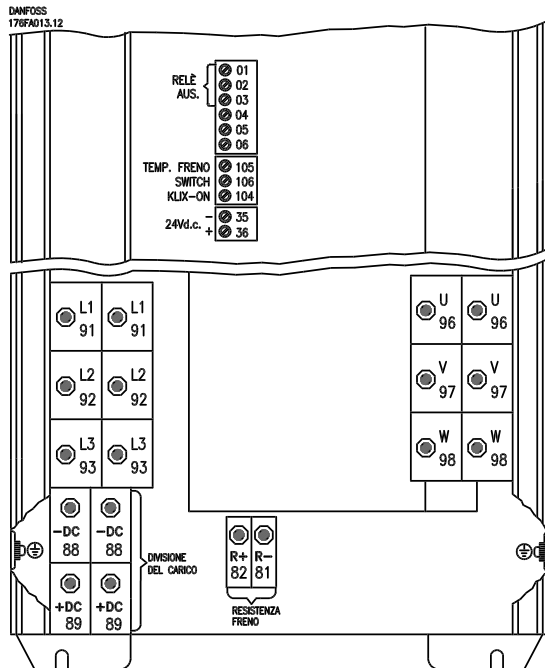 DANFOSS
176FA013.12
RELÈ
AUS.
01
02
03
04
05
06
TEMP. FRENO 105
SWITCH 106
KLIX-ON 104
24Vd.c. - 35
+ 36
L1 91 L1 91
L2 92 L2 92
L3 93 L3 93
U 96 U 96
V 97 V 97
W 98 W 98
-DC 88 -DC 88
+DC 89 +DC 89
DIVISIONE
DEL CARICO
R+ 82 R- 81
RESISTENZA
FRENO